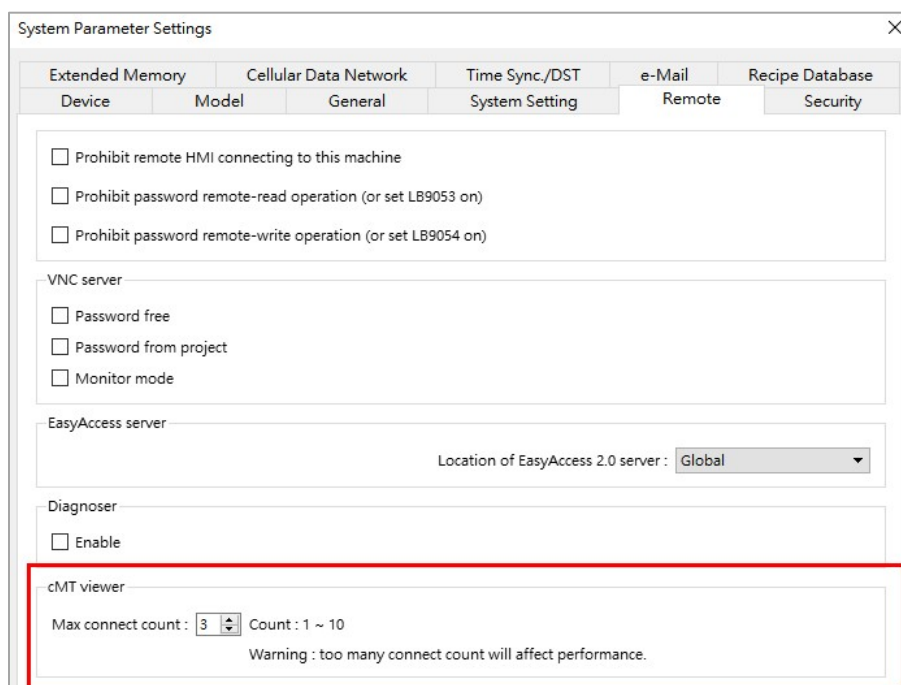 System Parameter Settings
Extended Memory Cellular Data Network Time Sync./DST e-Mail Recipe Database
Device Model General System Setting Remote Security
Prohibit remote HMI connecting to this machine
Prohibit password remote-read operation (or set LB9053 on)
Prohibit password remote-write operation (or set LB9054 on)
VNC server
Password free
Password from project
Monitor mode
EasyAccess server
Location of EasyAccess 2.0 server : Global
Diagnoser
Enable
cMT viewer
Max connect count : 3 Count : 1 ~ 10
Warning : too many connect count will affect performance.